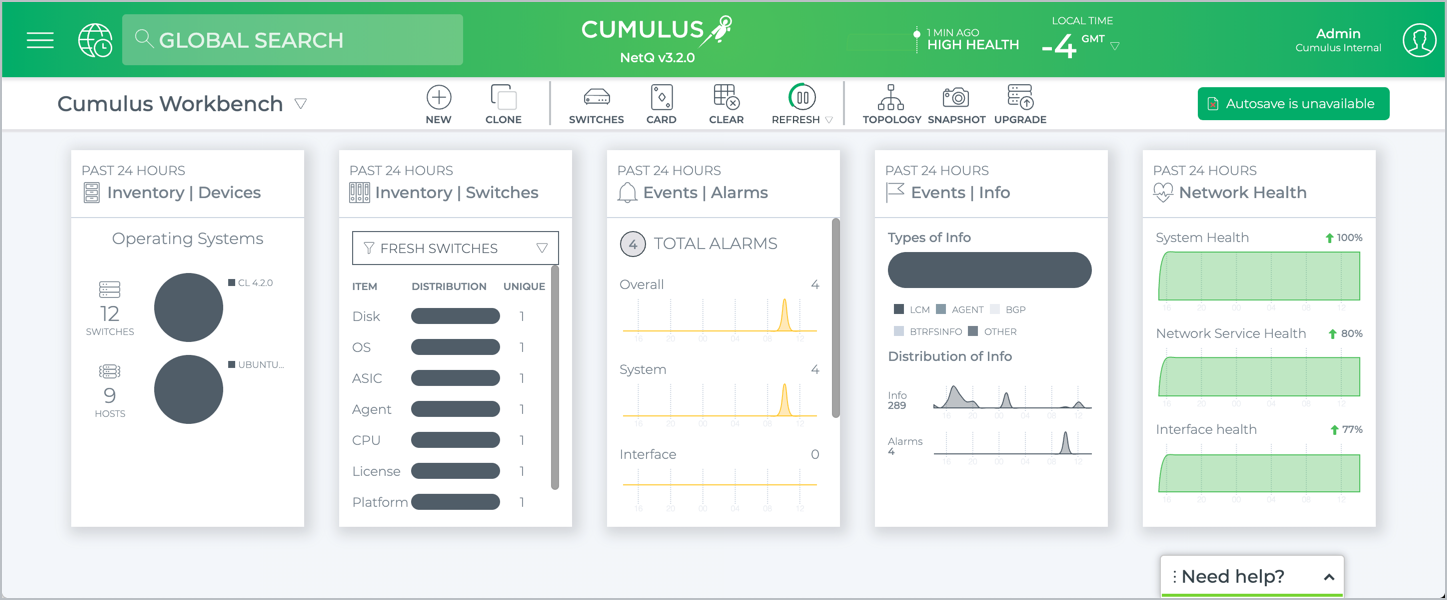 GLOBAL SEARCH
CUMULUS
NetQ v3.2.0
1 MIN AGO
HIGH HEALTH
LOCAL TIME
-4 GMT
Admin
Cumulus Internal
Cumulus Workbench
NEW
CLONE
SWITCHES
CARD
CLEAR
REFRESH
TOPOLOGY
SNAPSHOT
UPGRADE
Autosave is unavailable
PAST 24 HOURS
Inventory | Devices
Operating Systems
12
SWITCHES
CL 4.2.0
9
HOSTS
UBUNTU...
PAST 24 HOURS
Inventory | Switches
FRESH SWITCHES
ITEM DISTRIBUTION UNIQUE
Disk 1
OS 1
ASIC 1
Agent 1
CPU 1
License 1
Platform 1
PAST 24 HOURS
Events | Alarms
4 TOTAL ALARMS
Overall 4
16 20 00 04 08 12
System 4
16 20 00 04 08 12
Interface 0
16 20 00 04 08 12
PAST 24 HOURS
Events | Info
Types of Info
LCM AGENT BGP
BTRFSINFO OTHER
Distribution of Info
Info
289
16 20 00 04 08 12
Alarms
4
16 20 00 04 08 12
PAST 24 HOURS
Network Health
System Health 100%
16 20 00 04 08 12
Network Service Health 80%
16 20 00 04 08 12
Interface health 77%
16 20 00 04 08 12
Need help?